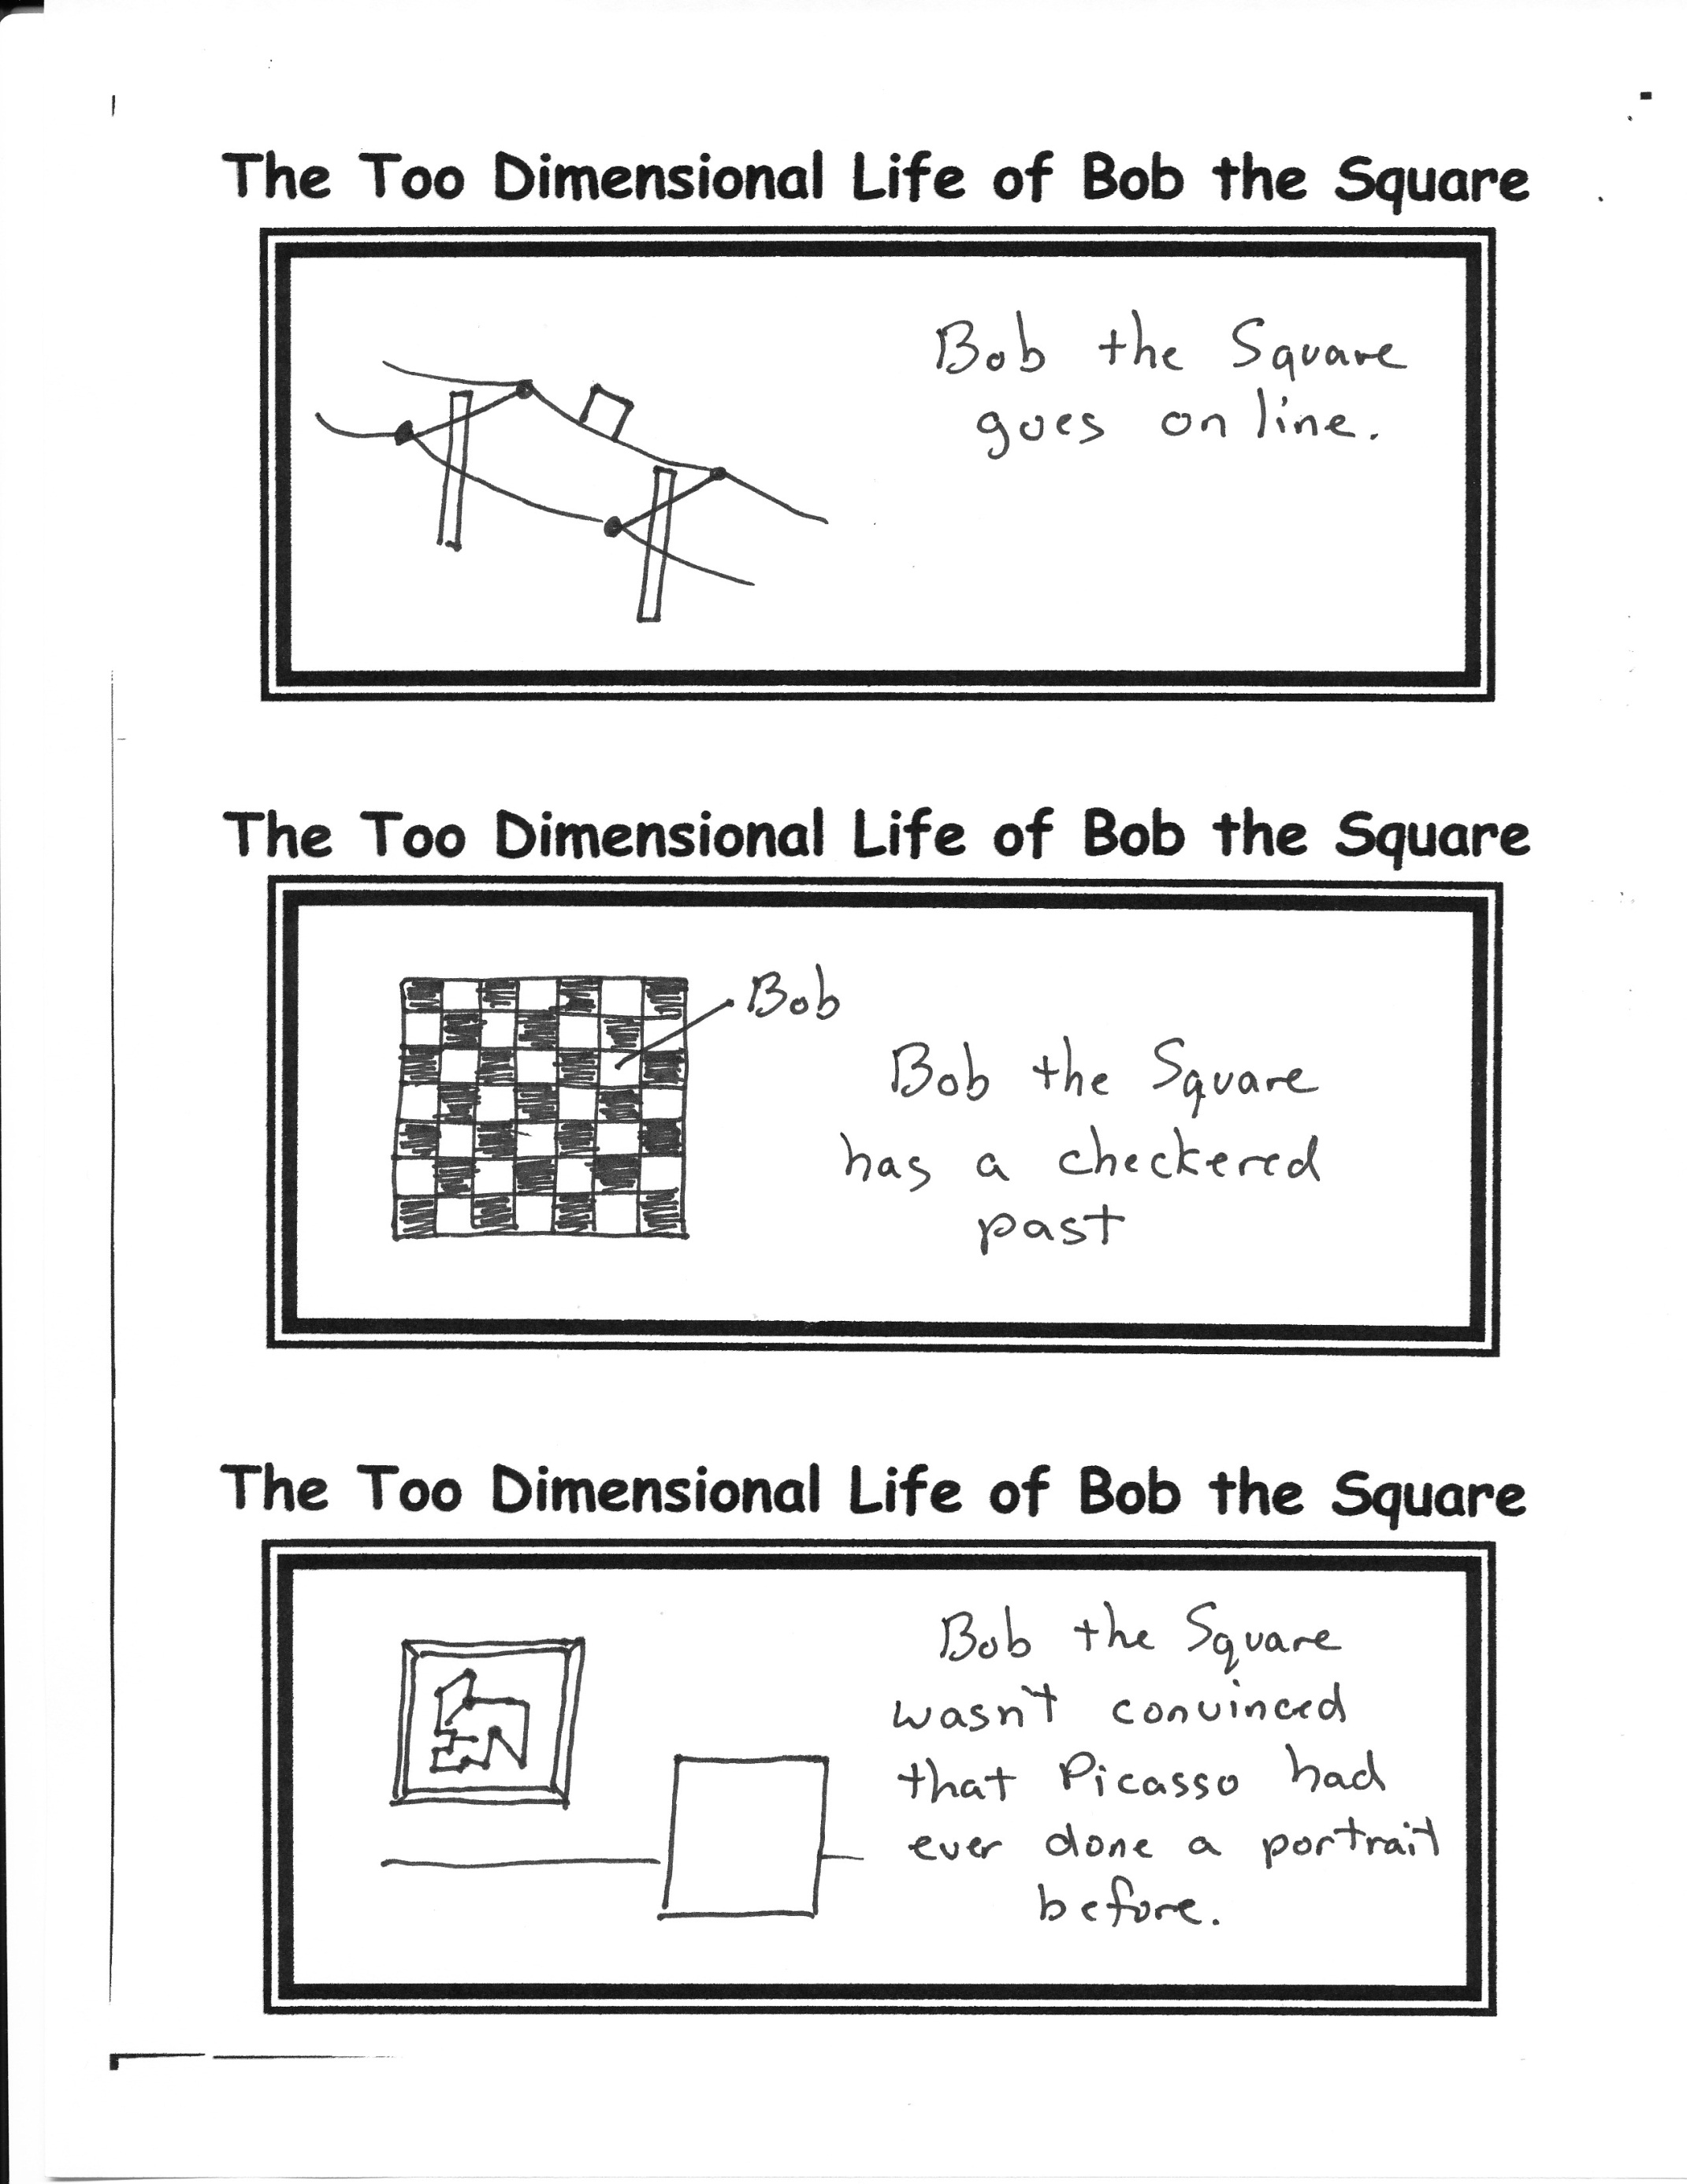 The Too Dimensional Life of Bob the Square
Bob the Square
goes on line.
The Too Dimensional Life of Bob the Square
Bob
Bob the Square
has a checkered
past
The Too Dimensional Life of Bob the Square
Bob the Square
wasn't convinced
that Picasso had
ever done a portrait
before.